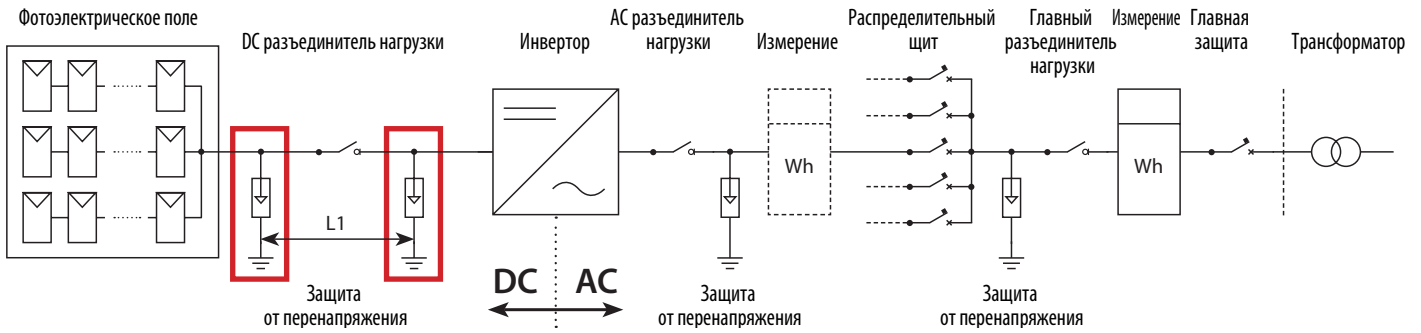 Фотоэлектрическое поле
DC разъединитель нагрузки
Инвертор
AC разъединитель
нагрузки
Измерение
Распределительный
щит
Главный
разъединитель
нагрузки
Измерение
Главная
защита
Трансформатор
Wh
Wh
L1
DC
AC
Защита
от перенапряжения
Защита
от перенапряжения
Защита
от перенапряжения